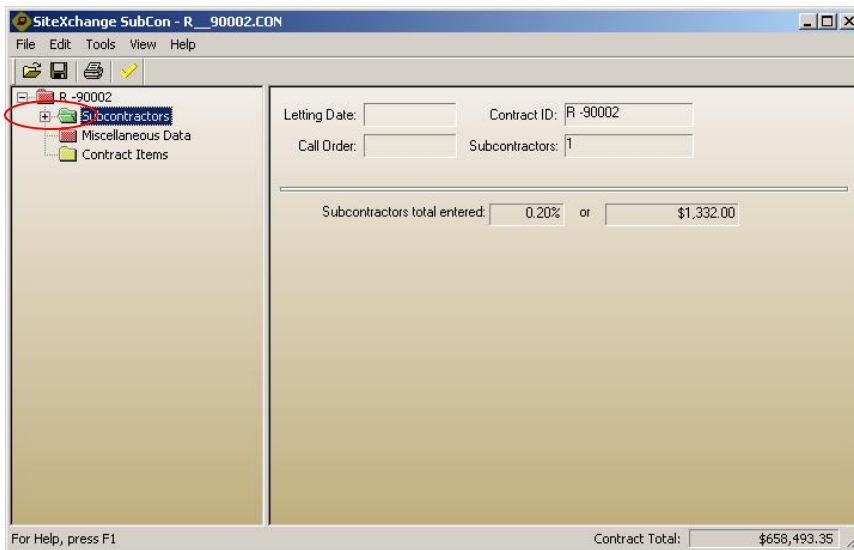 SiteXchange SubCon - R__90002.CON
File Edit Tools View Help
R -90002
Subcontractors
Miscellaneous Data
Contract Items
Letting Date: Contract ID: R -90002
Call Order: Subcontractors: 1
Subcontractors total entered: 0.20% or $1,332.00
For Help, press F1 Contract Total: $658,493.35